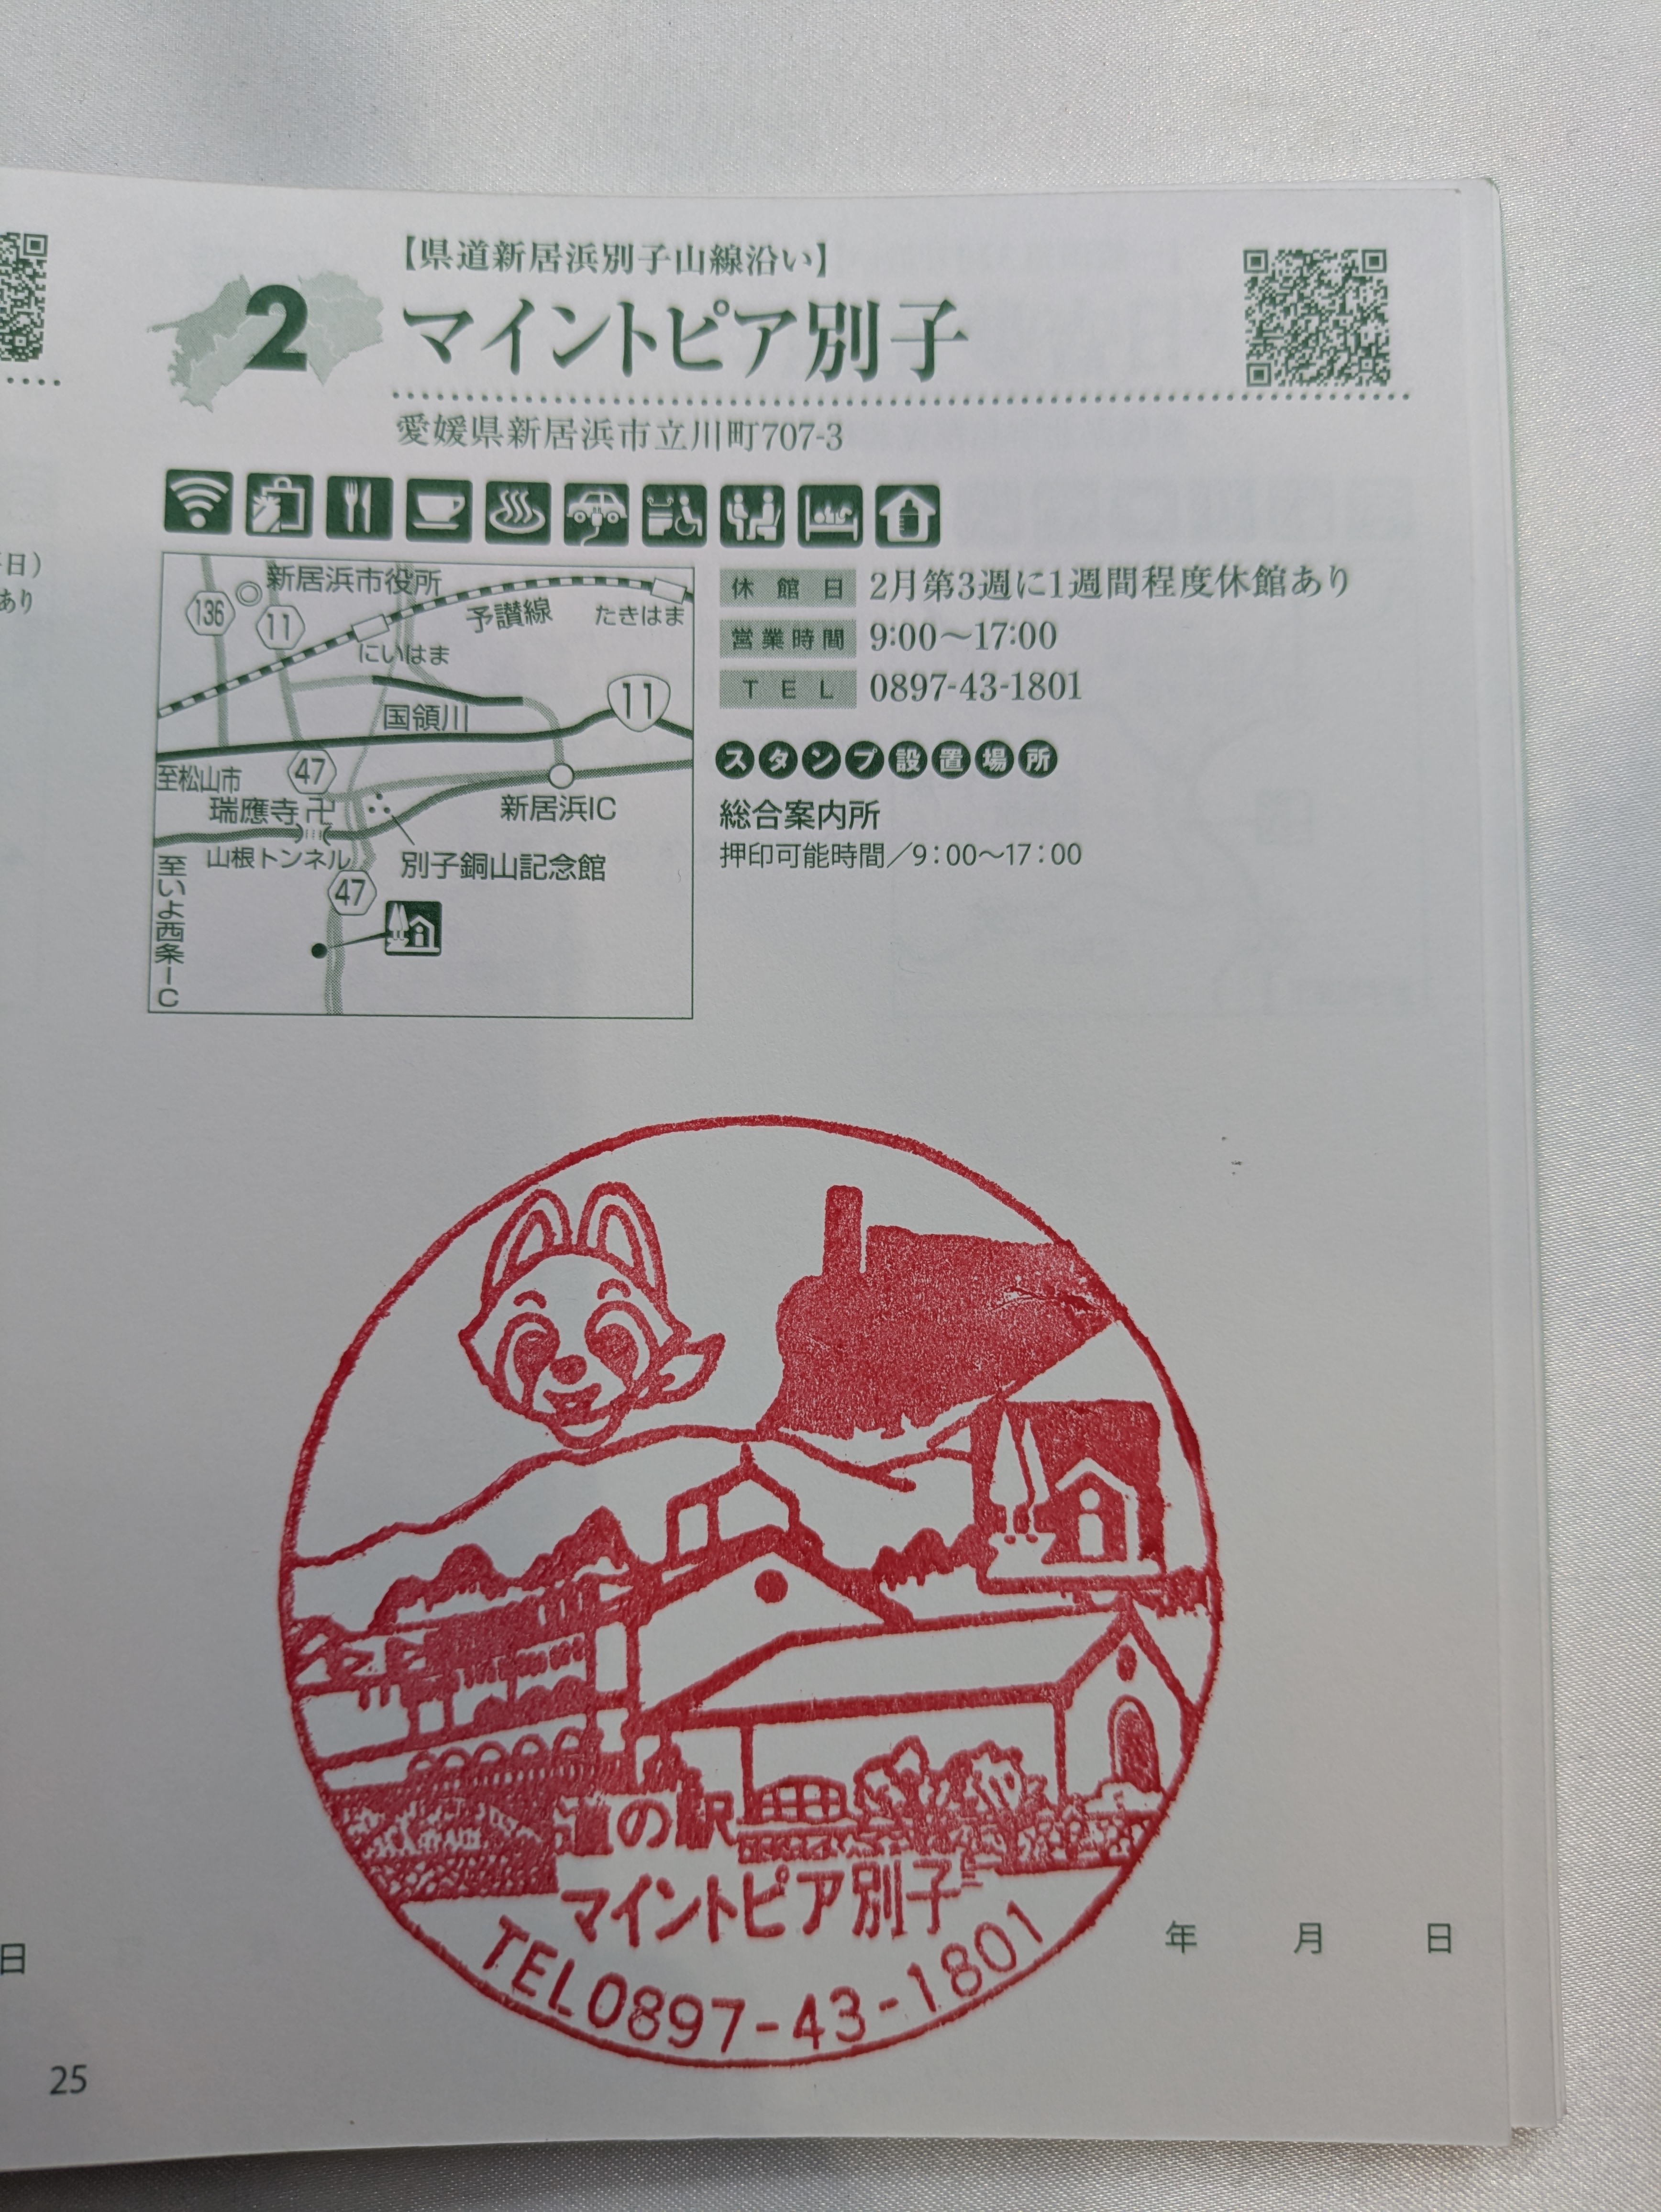 【県道新居浜別子山線沿い】
2
マイントピア別子
愛媛県新居浜市立川町707-3
日）
あり
新居浜市役所
136
11
予讃線
たきはま
にいはま
11
国領川
至松山市
47
瑞應寺卍
新居浜IC
山根トンネル
別子銅山記念館
47
至いよ西条IC
休館日 2月第3週に1週間程度休館あり
営業時間 9:00～17:00
TEL 0897-43-1801
スタンプ設置場所
総合案内所
押印可能時間／9：00～17：00
道の駅
マイントピア別子
TEL0897-43-1801
年 月 日
日
25